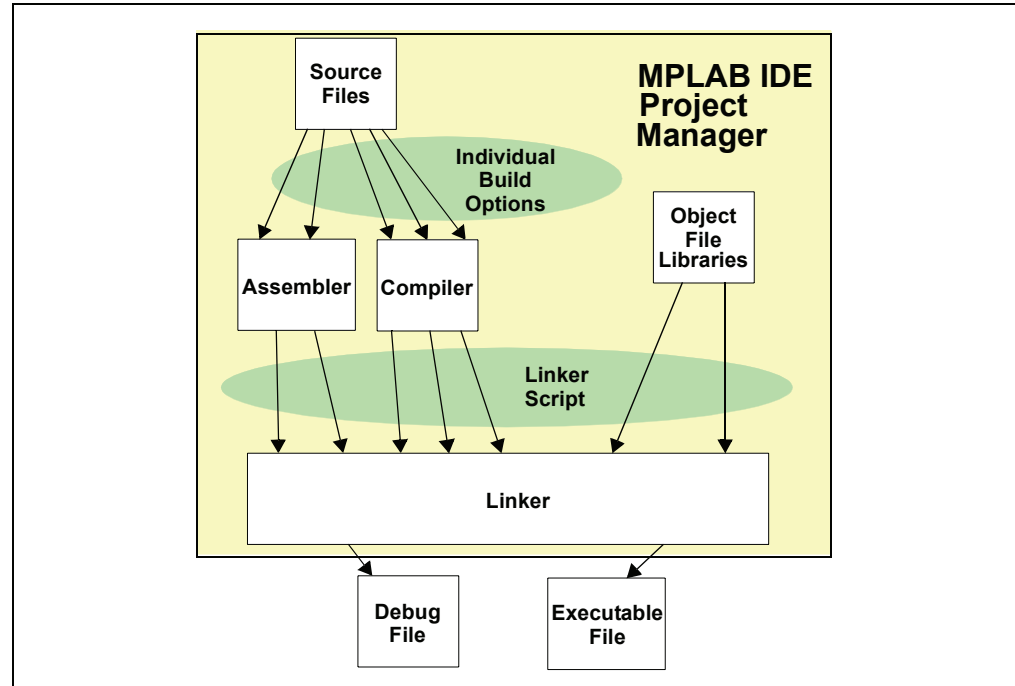 Source
Files
MPLAB IDE
Project
Manager
Individual
Build
Options
Object
File
Libraries
Assembler
Compiler
Linker
Script
Linker
Debug
File
Executable
File